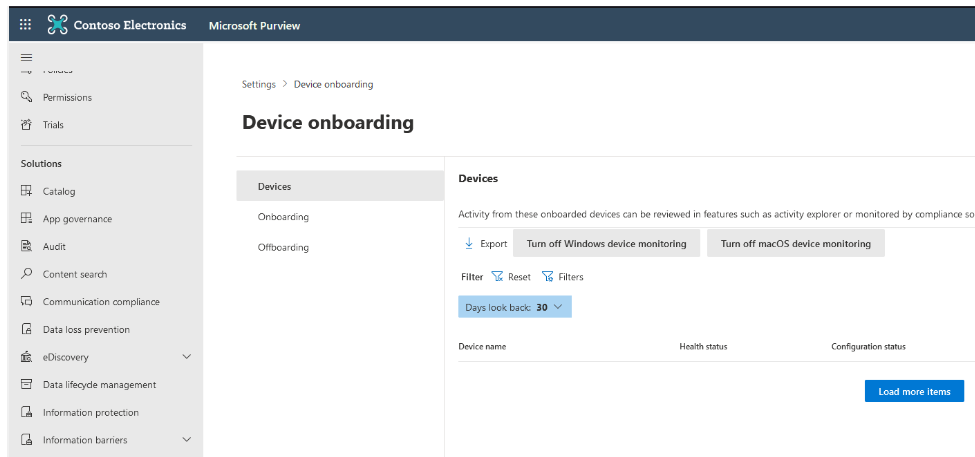 Contoso Electronics Microsoft Purview
Policies
Permissions
Trials
Solutions
Catalog
App governance
Audit
Content search
Communication compliance
Data loss prevention
eDiscovery
Data lifecycle management
Information protection
Information barriers
Settings > Device onboarding
Device onboarding
Devices
Onboarding
Offboarding
Devices
Activity from these onboarded devices can be reviewed in features such as activity explorer or monitored by compliance so
Export Turn off Windows device monitoring Turn off macOS device monitoring
Filter Reset Filters
Days look back: 30
Device name Health status Configuration status
Load more items